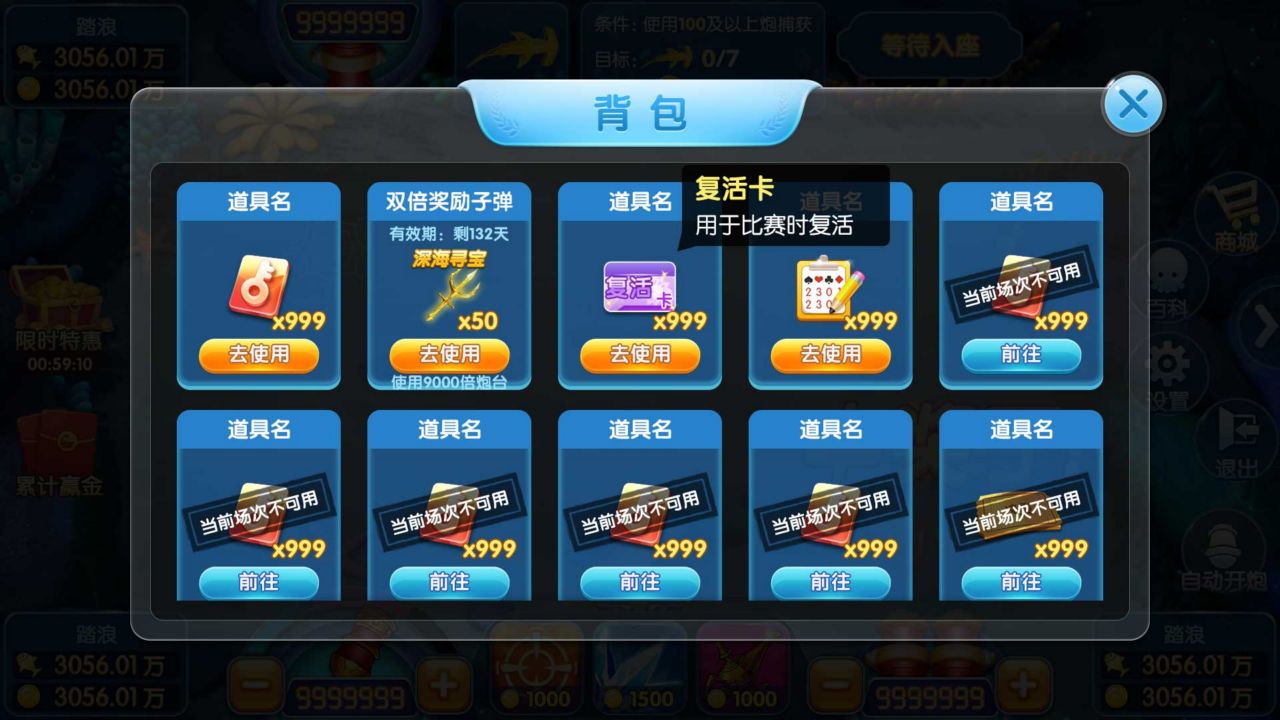 踏浪
3056.01万
3056.01万
9999999
条件：使用100及以上炮捕获
目标：
0/7
等待入座
背包
道具名
x999
去使用
双倍奖励子弹
有效期：剩132天
深海寻宝
x50
去使用
使用9000倍炮台
道具名
复活卡
x999
去使用
复活卡
用于比赛时复活
道具名
230
230
x999
去使用
道具名
当前场次不可用
x999
前往
道具名
当前场次不可用
x999
前往
道具名
当前场次不可用
x999
前往
道具名
当前场次不可用
x999
前往
道具名
当前场次不可用
x999
前往
道具名
当前场次不可用
x999
前往
限时特惠
00:59:10
累计赢金
商城
百科
设置
退出
自动开炮
踏浪
3056.01万
3056.01万
9999999
1000
1500
1000
9999999
踏浪
3056.01万
3056.01万